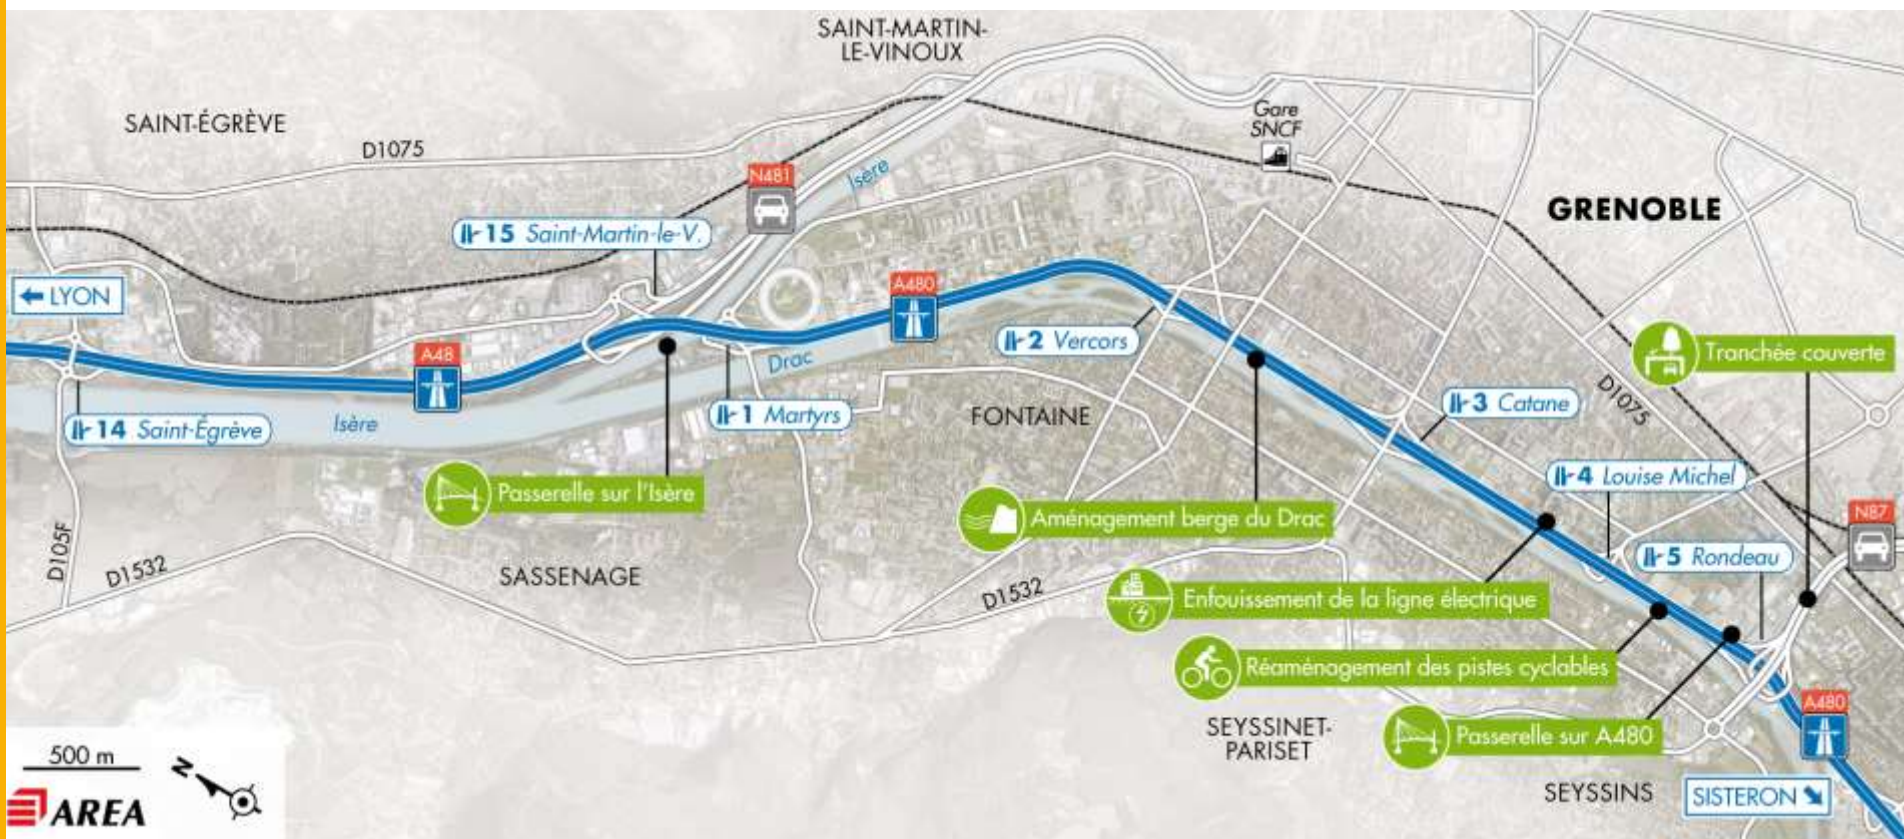 SAINT-MARTIN-
LE-VINOUX
SAINT-ÉGRÈVE
D1075
Gare
SNCF
N481
Isère
GRENOBLE
15 Saint-Martin-le-V.
LYON
A480
2 Vercors
Tranchée couverte
A48
Drac
D1075
3 Catane
14 Saint-Égrève
Isère
1 Martyrs
FONTAINE
4 Louise Michel
Passerelle sur l'Isère
Aménagement berge du Drac
N87
D105F
D1532
SASSENAGE
D1532
5 Rondeau
Enfouissement de la ligne électrique
Réaménagement des pistes cyclables
SEYSSINET-
PARISET
Passerelle sur A480
A480
500 m
N
SEYSSINS
SISTERON
AREA